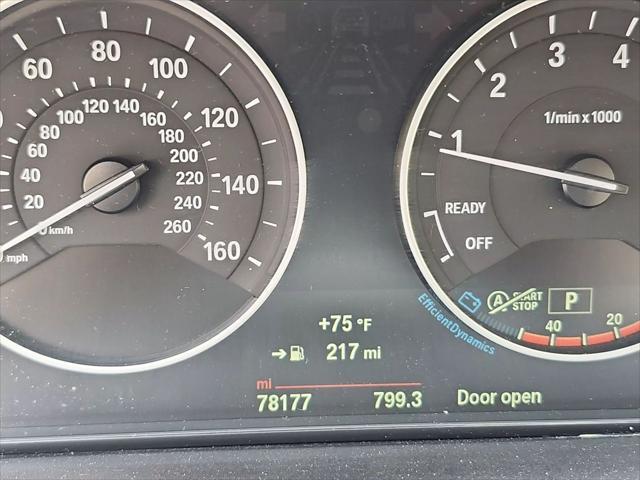 60 80 100 120 140 160
20 40 60 80 100 120 140 160 180 200 220 240 260
km/h
mph
1 2 3 4
1/min x 1000
READY
OFF
A START
STOP
P
EfficientDynamics
40 20
+75 °F
217 mi
mi
78177 799.3
Door open